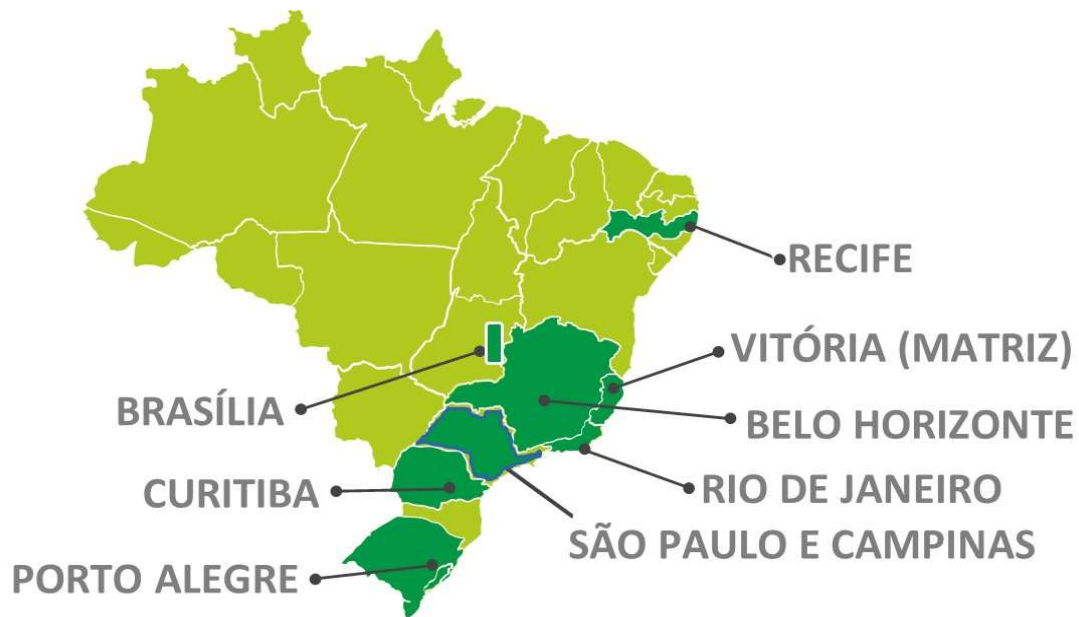 RECIFE
VITÓRIA (MATRIZ)
BRASÍLIA
BELO HORIZONTE
CURITIBA
RIO DE JANEIRO
SÃO PAULO E CAMPINAS
PORTO ALEGRE